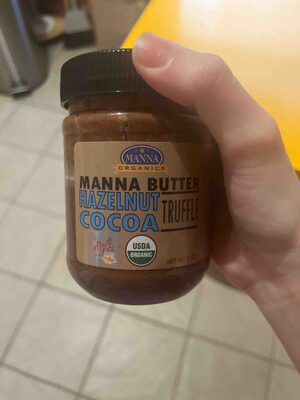 MANNA
ORGANICS
MANNA BUTTER
HAZELNUT
COCOA TRUFFLE
USDA
ORGANIC